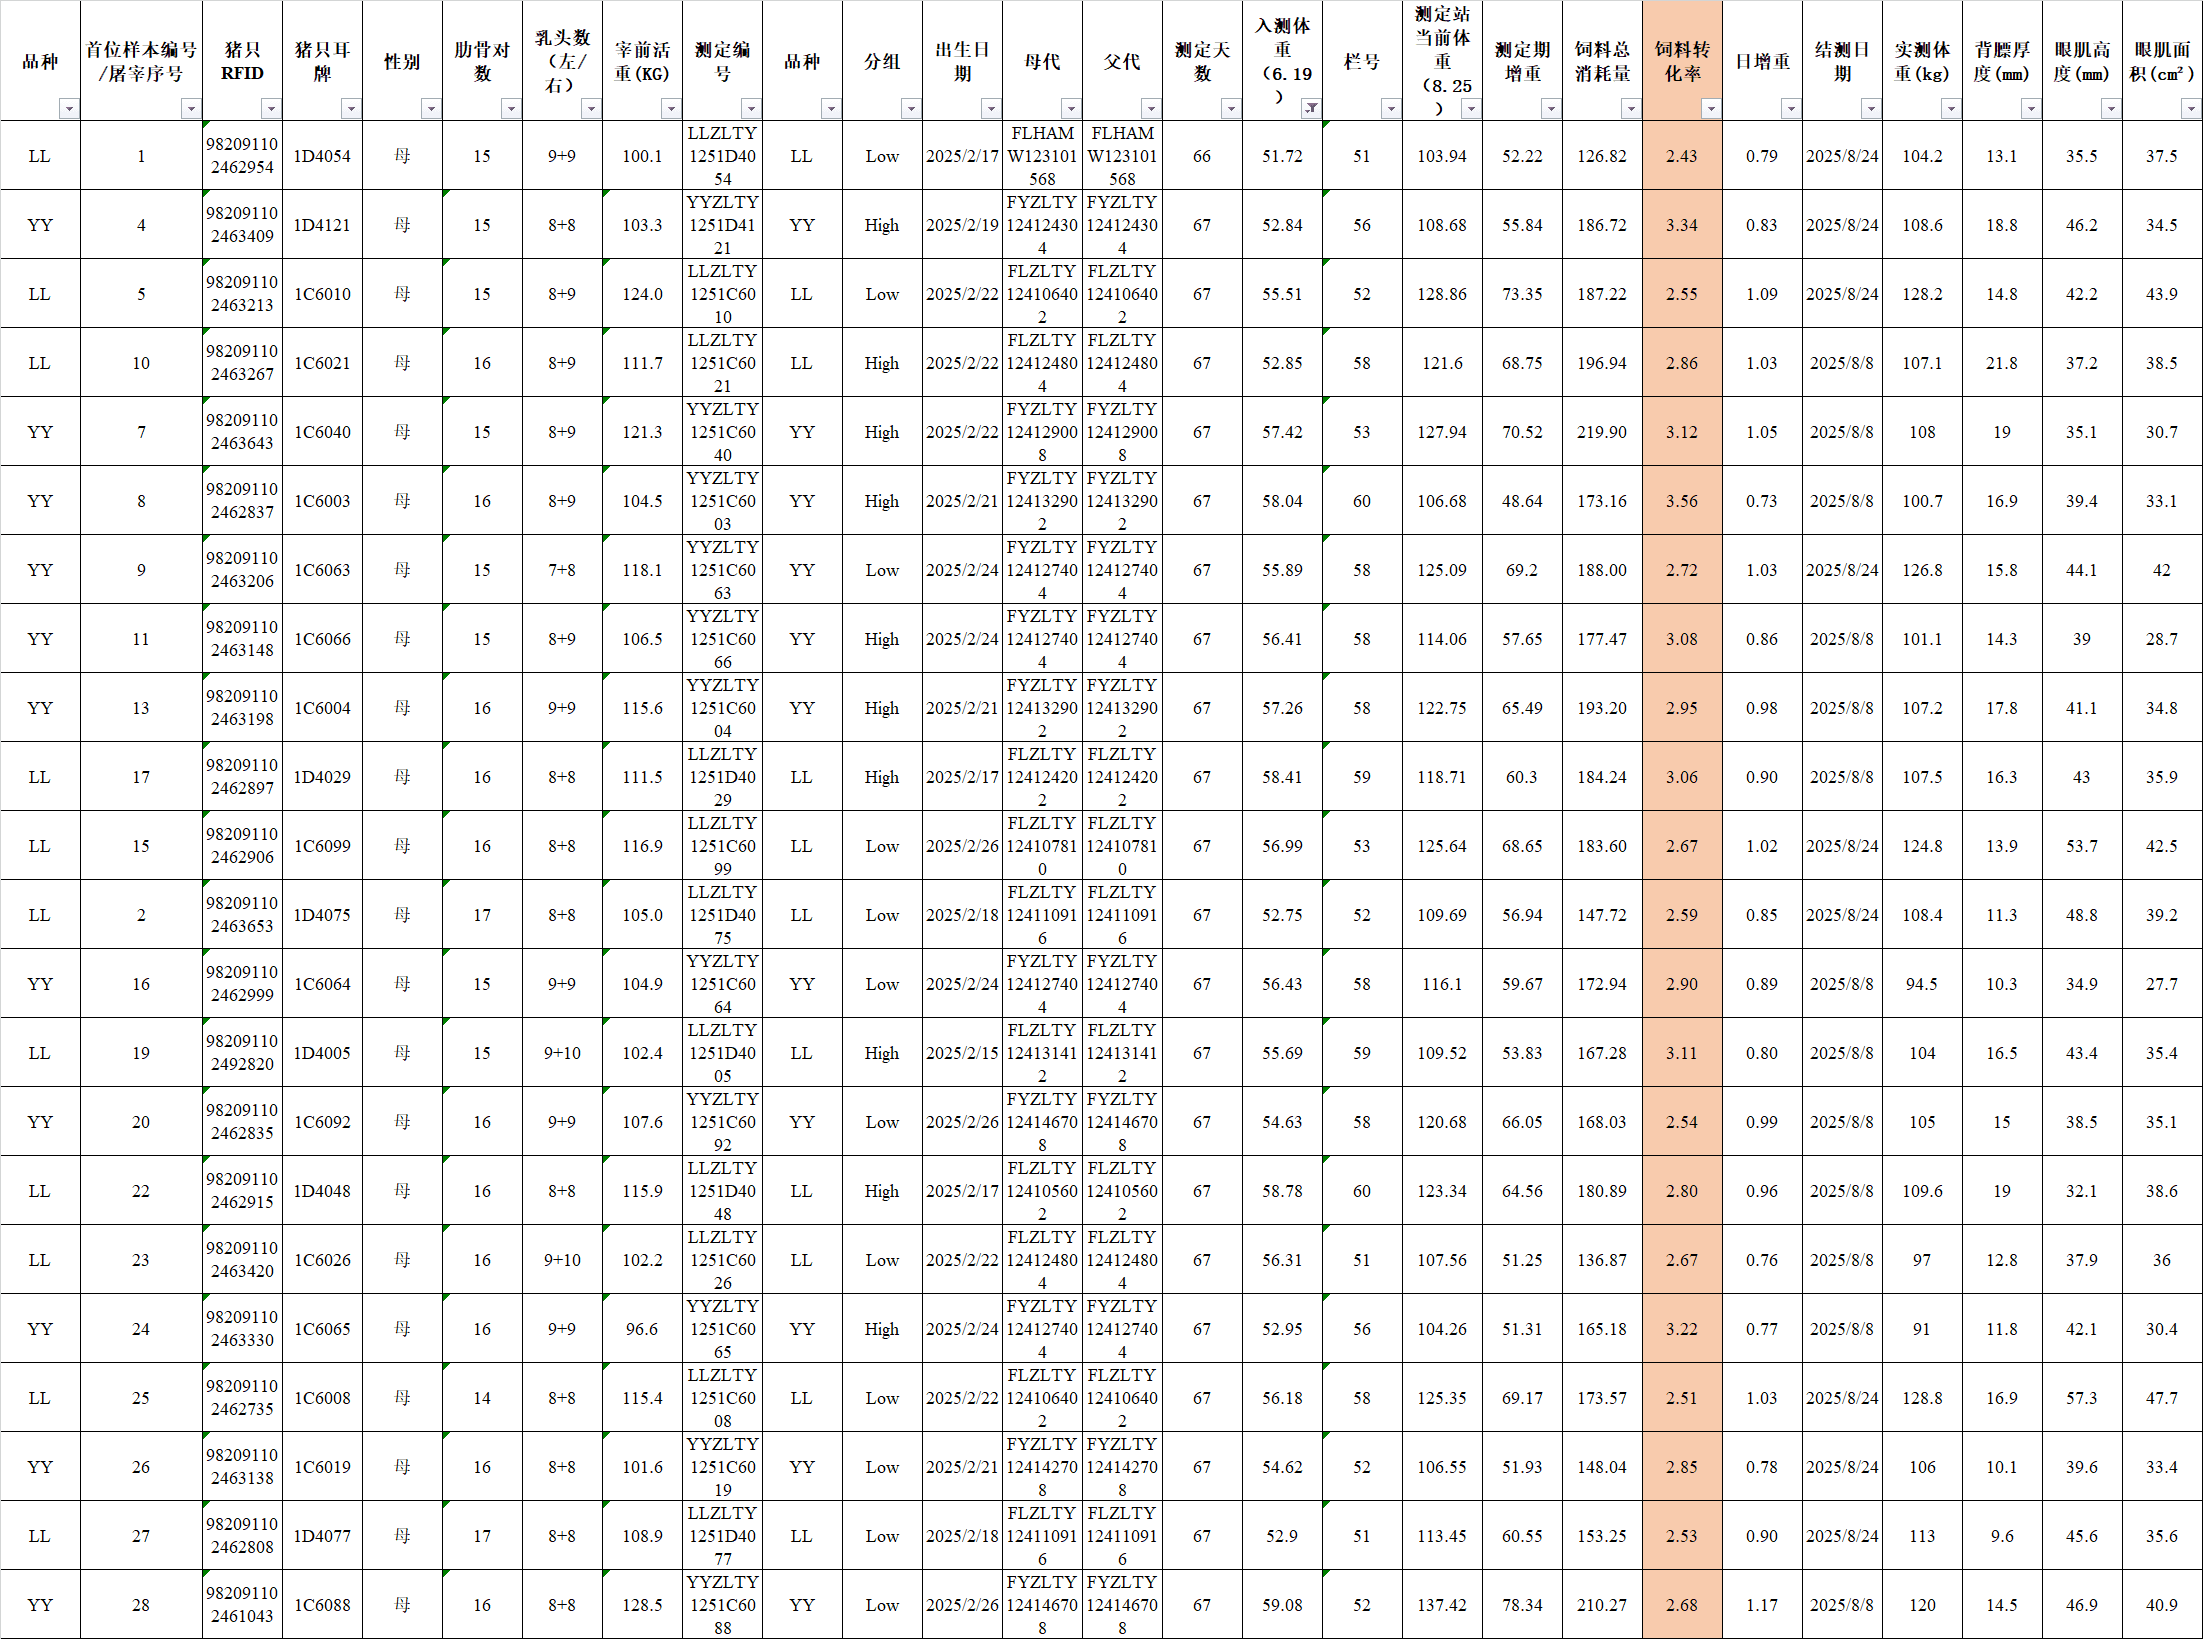 品种 首位样本编号/屠宰序号 猪只RFID 猪只耳牌 性别 肋骨对数 乳头数（左/右） 宰前活重(KG) 测定编号 品种 分组 出生日期 母代 父代 测定天数 入测体重（6.19） 栏号 测定站当前体重（8.25） 测定期增重 饲料总消耗量 饲料转化率 日增重 结测日期 实测体重(kg) 背膘厚度(mm) 眼肌高度(mm) 眼肌面积(cm²)
LL 1 982091102462954 1D4054 母 15 9+9 100.1 LLZLTY1251D4054 LL Low 2025/2/17 FLHAMW123101568 FLHAMW123101568 66 51.72 51 103.94 52.22 126.82 2.43 0.79 2025/8/24 104.2 13.1 35.5 37.5
YY 4 982091102463409 1D4121 母 15 8+8 103.3 YYZLTY1251D4121 YY High 2025/2/19 FYZLTY124124304 FYZLTY124124304 67 52.84 56 108.68 55.84 186.72 3.34 0.83 2025/8/24 108.6 18.8 46.2 34.5
LL 5 982091102463213 1C6010 母 15 8+9 124.0 LLZLTY1251C6010 LL Low 2025/2/22 FLZLTY124106402 FLZLTY124106402 67 55.51 52 128.86 73.35 187.22 2.55 1.09 2025/8/24 128.2 14.8 42.2 43.9
LL 10 982091102463267 1C6021 母 16 8+9 111.7 LLZLTY1251C6021 LL High 2025/2/22 FLZLTY124124804 FLZLTY124124804 67 52.85 58 121.6 68.75 196.94 2.86 1.03 2025/8/8 107.1 21.8 37.2 38.5
YY 7 982091102463643 1C6040 母 15 8+9 121.3 YYZLTY1251C6040 YY High 2025/2/22 FYZLTY124129008 FYZLTY124129008 67 57.42 53 127.94 70.52 219.90 3.12 1.05 2025/8/8 108 19 35.1 30.7
YY 8 982091102462837 1C6003 母 16 8+9 104.5 YYZLTY1251C6003 YY High 2025/2/21 FYZLTY124132902 FYZLTY124132902 67 58.04 60 106.68 48.64 173.16 3.56 0.73 2025/8/8 100.7 16.9 39.4 33.1
YY 9 982091102463206 1C6063 母 15 7+8 118.1 YYZLTY1251C6063 YY Low 2025/2/24 FYZLTY124127404 FYZLTY124127404 67 55.89 58 125.09 69.2 188.00 2.72 1.03 2025/8/24 126.8 15.8 44.1 42
YY 11 982091102463148 1C6066 母 15 8+9 106.5 YYZLTY1251C6066 YY High 2025/2/24 FYZLTY124127404 FYZLTY124127404 67 56.41 58 114.06 57.65 177.47 3.08 0.86 2025/8/8 101.1 14.3 39 28.7
YY 13 982091102463198 1C6004 母 16 9+9 115.6 YYZLTY1251C6004 YY High 2025/2/21 FYZLTY124132902 FYZLTY124132902 67 57.26 58 122.75 65.49 193.20 2.95 0.98 2025/8/8 107.2 17.8 41.1 34.8
LL 17 982091102462897 1D4029 母 16 8+8 111.5 LLZLTY1251D4029 LL High 2025/2/17 FLZLTY124124202 FLZLTY124124202 67 58.41 59 118.71 60.3 184.24 3.06 0.90 2025/8/8 107.5 16.3 43 35.9
LL 15 982091102462906 1C6099 母 16 8+8 116.9 LLZLTY1251C6099 LL Low 2025/2/26 FLZLTY124107810 FLZLTY124107810 67 56.99 53 125.64 68.65 183.60 2.67 1.02 2025/8/24 124.8 13.9 53.7 42.5
LL 2 982091102463653 1D4075 母 17 8+8 105.0 LLZLTY1251D4075 LL Low 2025/2/18 FLZLTY124110916 FLZLTY124110916 67 52.75 52 109.69 56.94 147.72 2.59 0.85 2025/8/24 108.4 11.3 48.8 39.2
YY 16 982091102462999 1C6064 母 15 9+9 104.9 YYZLTY1251C6064 YY Low 2025/2/24 FYZLTY124127404 FYZLTY124127404 67 56.43 58 116.1 59.67 172.94 2.90 0.89 2025/8/8 94.5 10.3 34.9 27.7
LL 19 982091102492820 1D4005 母 15 9+10 102.4 LLZLTY1251D4005 LL High 2025/2/15 FLZLTY124131412 FLZLTY124131412 67 55.69 59 109.52 53.83 167.28 3.11 0.80 2025/8/8 104 16.5 43.4 35.4
YY 20 982091102462835 1C6092 母 16 9+9 107.6 YYZLTY1251C6092 YY Low 2025/2/26 FYZLTY124146708 FYZLTY124146708 67 54.63 58 120.68 66.05 168.03 2.54 0.99 2025/8/8 105 15 38.5 35.1
LL 22 982091102462915 1D4048 母 16 8+8 115.9 LLZLTY1251D4048 LL High 2025/2/17 FLZLTY124105602 FLZLTY124105602 67 58.78 60 123.34 64.56 180.89 2.80 0.96 2025/8/8 109.6 19 32.1 38.6
LL 23 982091102463420 1C6026 母 16 9+10 102.2 LLZLTY1251C6026 LL Low 2025/2/22 FLZLTY124124804 FLZLTY124124804 67 56.31 51 107.56 51.25 136.87 2.67 0.76 2025/8/8 97 12.8 37.9 36
YY 24 982091102463330 1C6065 母 16 9+9 96.6 YYZLTY1251C6065 YY High 2025/2/24 FYZLTY124127404 FYZLTY124127404 67 52.95 56 104.26 51.31 165.18 3.22 0.77 2025/8/8 91 11.8 42.1 30.4
LL 25 982091102462735 1C6008 母 14 8+8 115.4 LLZLTY1251C6008 LL Low 2025/2/22 FLZLTY124106402 FLZLTY124106402 67 56.18 58 125.35 69.17 173.57 2.51 1.03 2025/8/24 128.8 16.9 57.3 47.7
YY 26 982091102463138 1C6019 母 16 8+8 101.6 YYZLTY1251C6019 YY Low 2025/2/21 FYZLTY124142708 FYZLTY124142708 67 54.62 52 106.55 51.93 148.04 2.85 0.78 2025/8/24 106 10.1 39.6 33.4
LL 27 982091102462808 1D4077 母 17 8+8 108.9 LLZLTY1251D4077 LL Low 2025/2/18 FLZLTY124110916 FLZLTY124110916 67 52.9 51 113.45 60.55 153.25 2.53 0.90 2025/8/24 113 9.6 45.6 35.6
YY 28 982091102461043 1C6088 母 16 8+8 128.5 YYZLTY1251C6088 YY Low 2025/2/26 FYZLTY124146708 FYZLTY124146708 67 59.08 52 137.42 78.34 210.27 2.68 1.17 2025/8/8 120 14.5 46.9 40.9